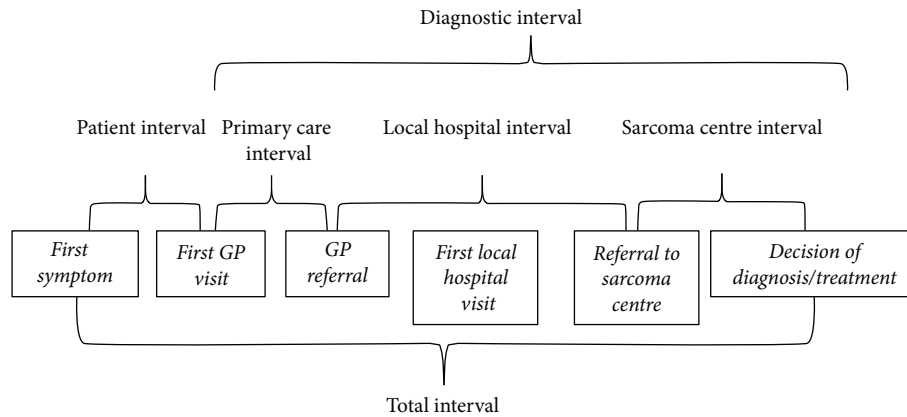 Diagnostic interval
Patient interval
Primary care
interval
Local hospital interval
Sarcoma centre interval
First
symptom
First GP
visit
GP
referral
First local
hospital
visit
Referral to
sarcoma
centre
Decision of
diagnosis/treatment
Total interval